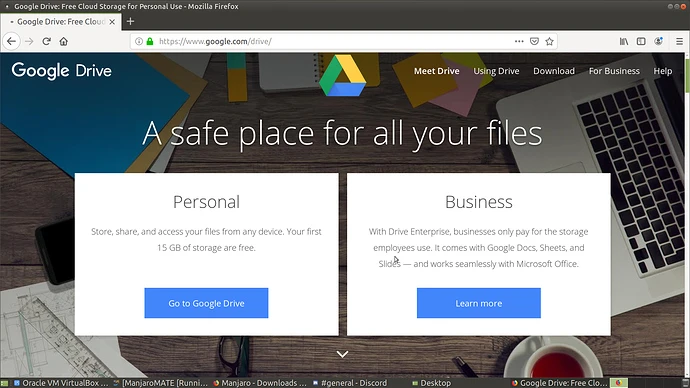 Google Drive: Free Cloud Storage for Personal Use - Mozilla Firefox
Google Drive: Free Cloud
https://www.google.com/drive/
Google Drive
Meet Drive Using Drive Download For Business Help
A safe place for all your files
Personal
Store, share, and access your files from any device. Your first
15 GB of storage are free.
Go to Google Drive
Business
With Drive Enterprise, businesses only pay for the storage
employees use. It comes with Google Docs, Sheets, and
Slides — and works seamlessly with Microsoft Office.
Learn more
Oracle VM VirtualBox ... [ManjaroMATE [Runni... Manjaro - Downloads ... #general - Discord Desktop Google Drive: Free Clo...